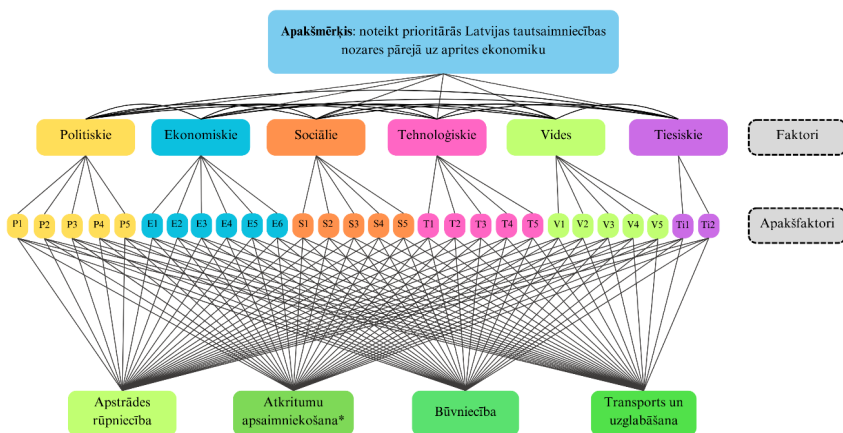 Apakšmērķis: noteikt prioritārās Latvijas tautsaimniecības
nozares pārejā uz aprites ekonomiku
Politiskie
Ekonomiskie
Sociālie
Tehnoloģiskie
Vides
Tiesiskie
Faktori
P1
P2
P3
P4
P5
E1
E2
E3
E4
E5
E6
S1
S2
S3
S4
S5
T1
T2
T3
T4
T5
V1
V2
V3
V4
V5
Ti1
Ti2
Apakšfaktori
Apstrādes
rūpniecība
Atkritumu
apsaimniekošana*
Būvniecība
Transports un
uzglabāšana